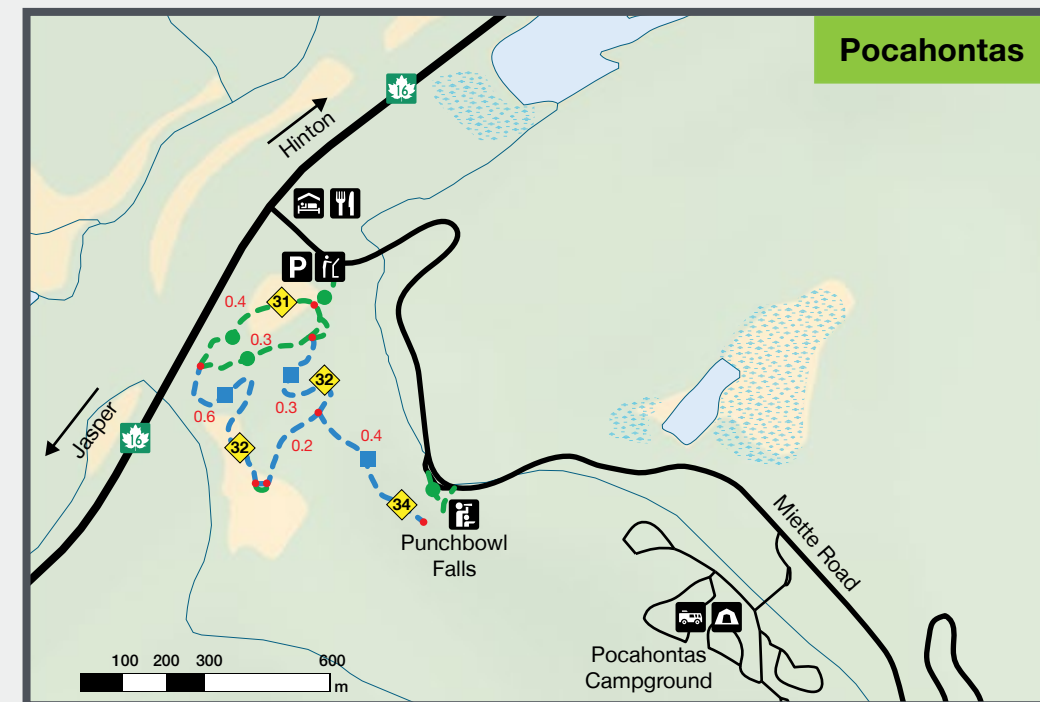 Pocahontas
16
Hinton
P
31
0.4
0.3
32
0.6
0.3
Jasper
16
32
0.2
0.4
34
Punchbowl
Falls
Miette Road
Pocahontas
Campground
100 200 300 600
m